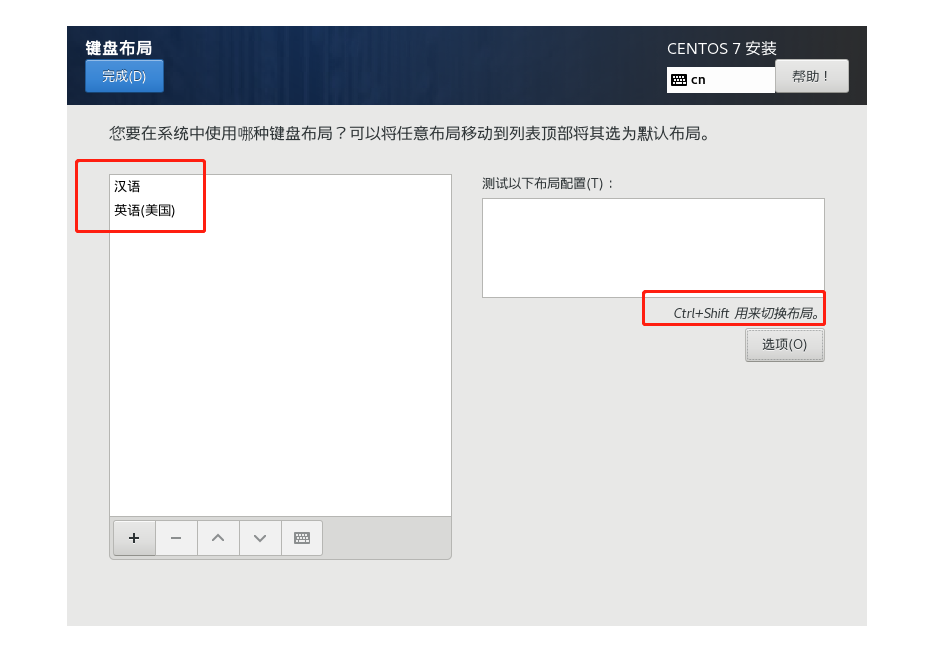 键盘布局
完成(D)
CENTOS 7 安装
cn
帮助！
您要在系统中使用哪种键盘布局？可以将任意布局移动到列表顶部将其选为默认布局。
汉语
英语(美国)
测试以下布局配置(T)：
Ctrl+Shift 用来切换布局。
选项(O)